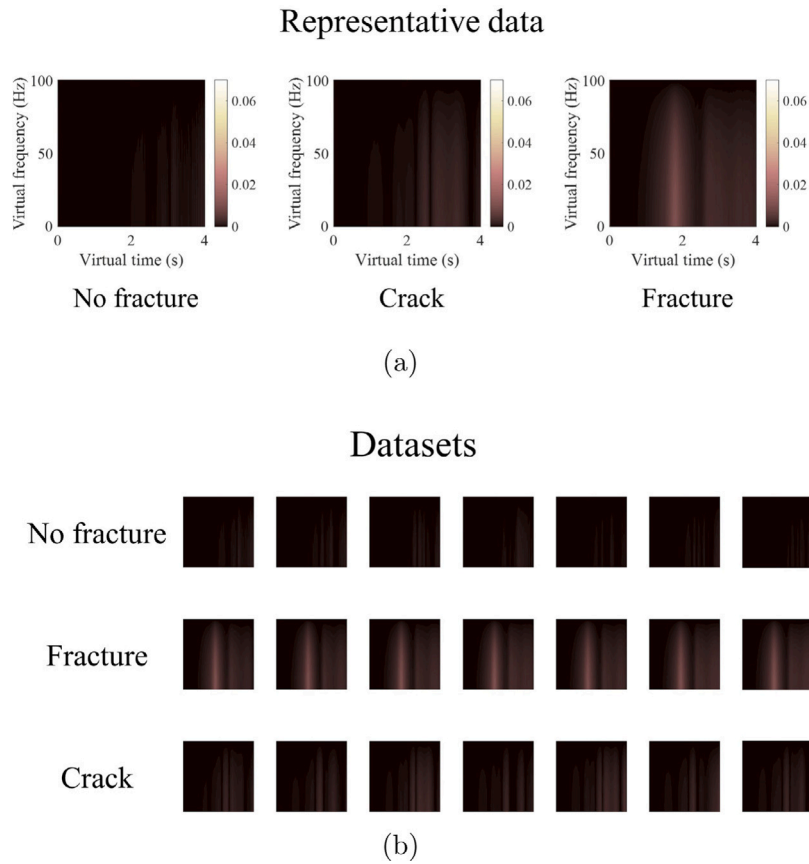 Representative data
Virtual frequency (Hz)
100
50
0
0
2
4
Virtual time (s)
0.06
0.04
0.02
0
No fracture
Virtual frequency (Hz)
100
50
0
0
2
4
Virtual time (s)
0.06
0.04
0.02
0
Crack
Virtual frequency (Hz)
100
50
0
0
2
4
Virtual time (s)
0.06
0.04
0.02
0
Fracture
(a)
Datasets
No fracture
Fracture
Crack
(b)